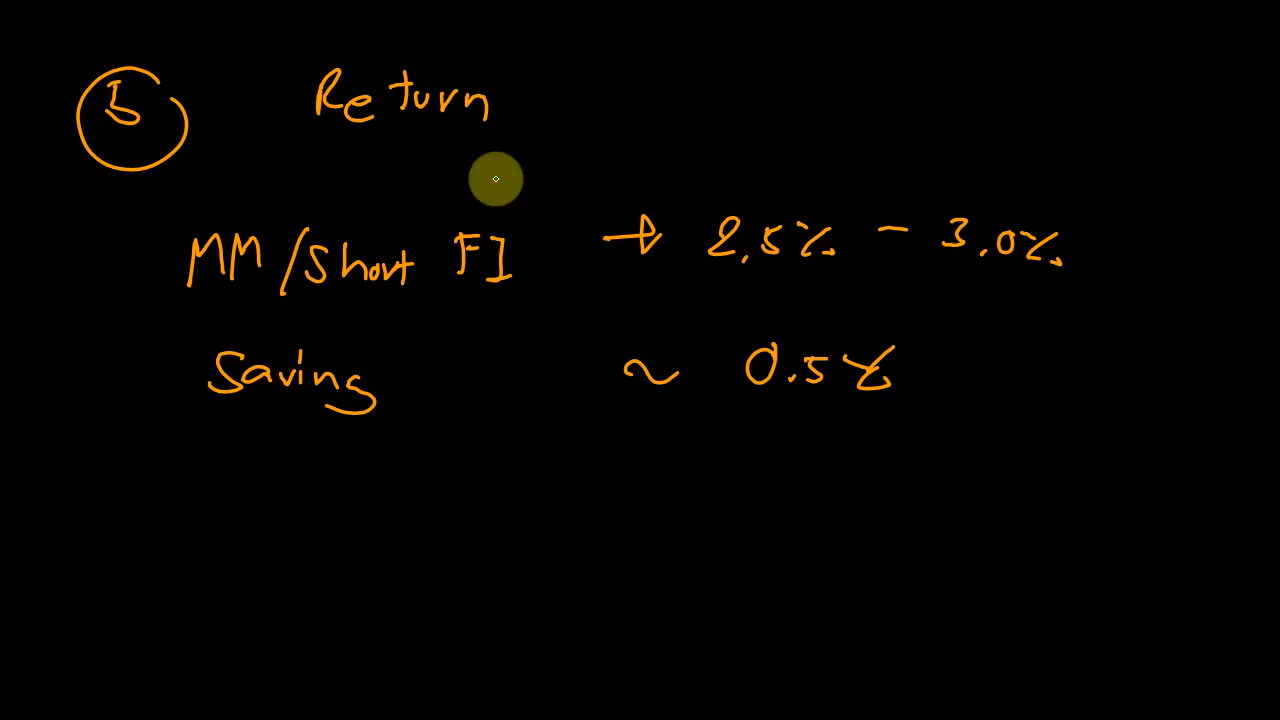 5 Return
MM/Short FI → 2.5% - 3.0%
Saving ~ 0.5%